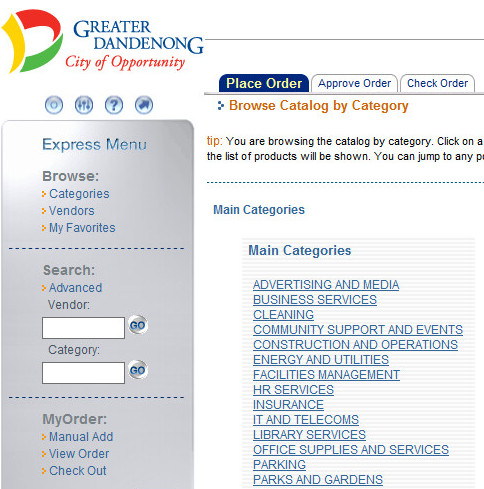 GREATER
DANDENONG
City of Opportunity
Place Order
Approve Order
Check Order
Browse Catalog by Category
tip: You are browsing the catalog by category. Click on a
the list of products will be shown. You can jump to any
Main Categories
Express Menu
Browse:
Categories
Vendors
My Favorites
Search:
Advanced
Vendor:
GO
Category:
GO
MyOrder:
Manual Add
View Order
Check Out
Main Categories
ADVERTISING AND MEDIA
BUSINESS SERVICES
CLEANING
COMMUNITY SUPPORT AND EVENTS
CONSTRUCTION AND OPERATIONS
ENERGY AND UTILITIES
FACILITIES MANAGEMENT
HR SERVICES
INSURANCE
IT AND TELECOMS
LIBRARY SERVICES
OFFICE SUPPLIES AND SERVICES
PARKING
PARKS AND GARDENS